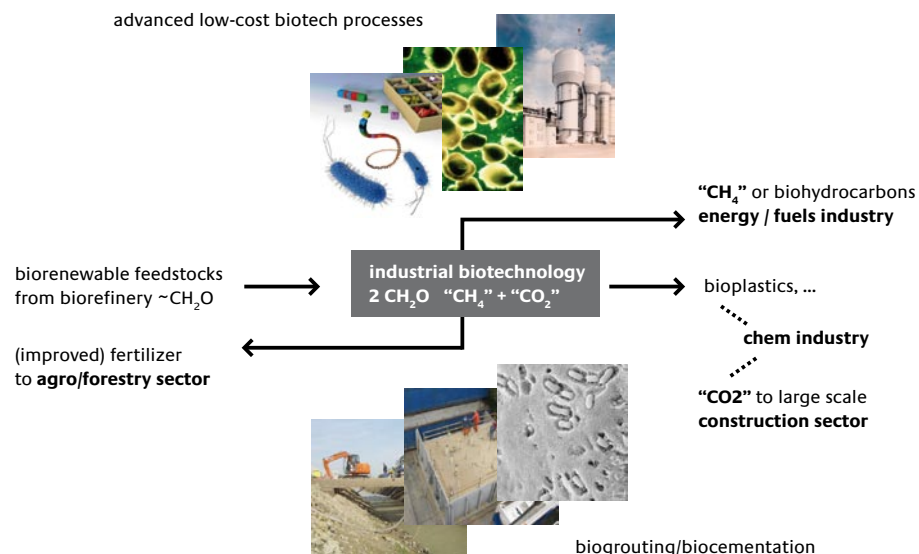 advanced low-cost biotech processes
“CH₄” or biohydrocarbons
energy / fuels industry
biorenewable feedstocks
from biorefinery ~CH₂O
industrial biotechnology
2 CH₂O “CH₄” + “CO₂”
bioplastics, ...
(improved) fertilizer
to agro/forestry sector
chem industry
“CO2” to large scale
construction sector
biogrouting/biocementation